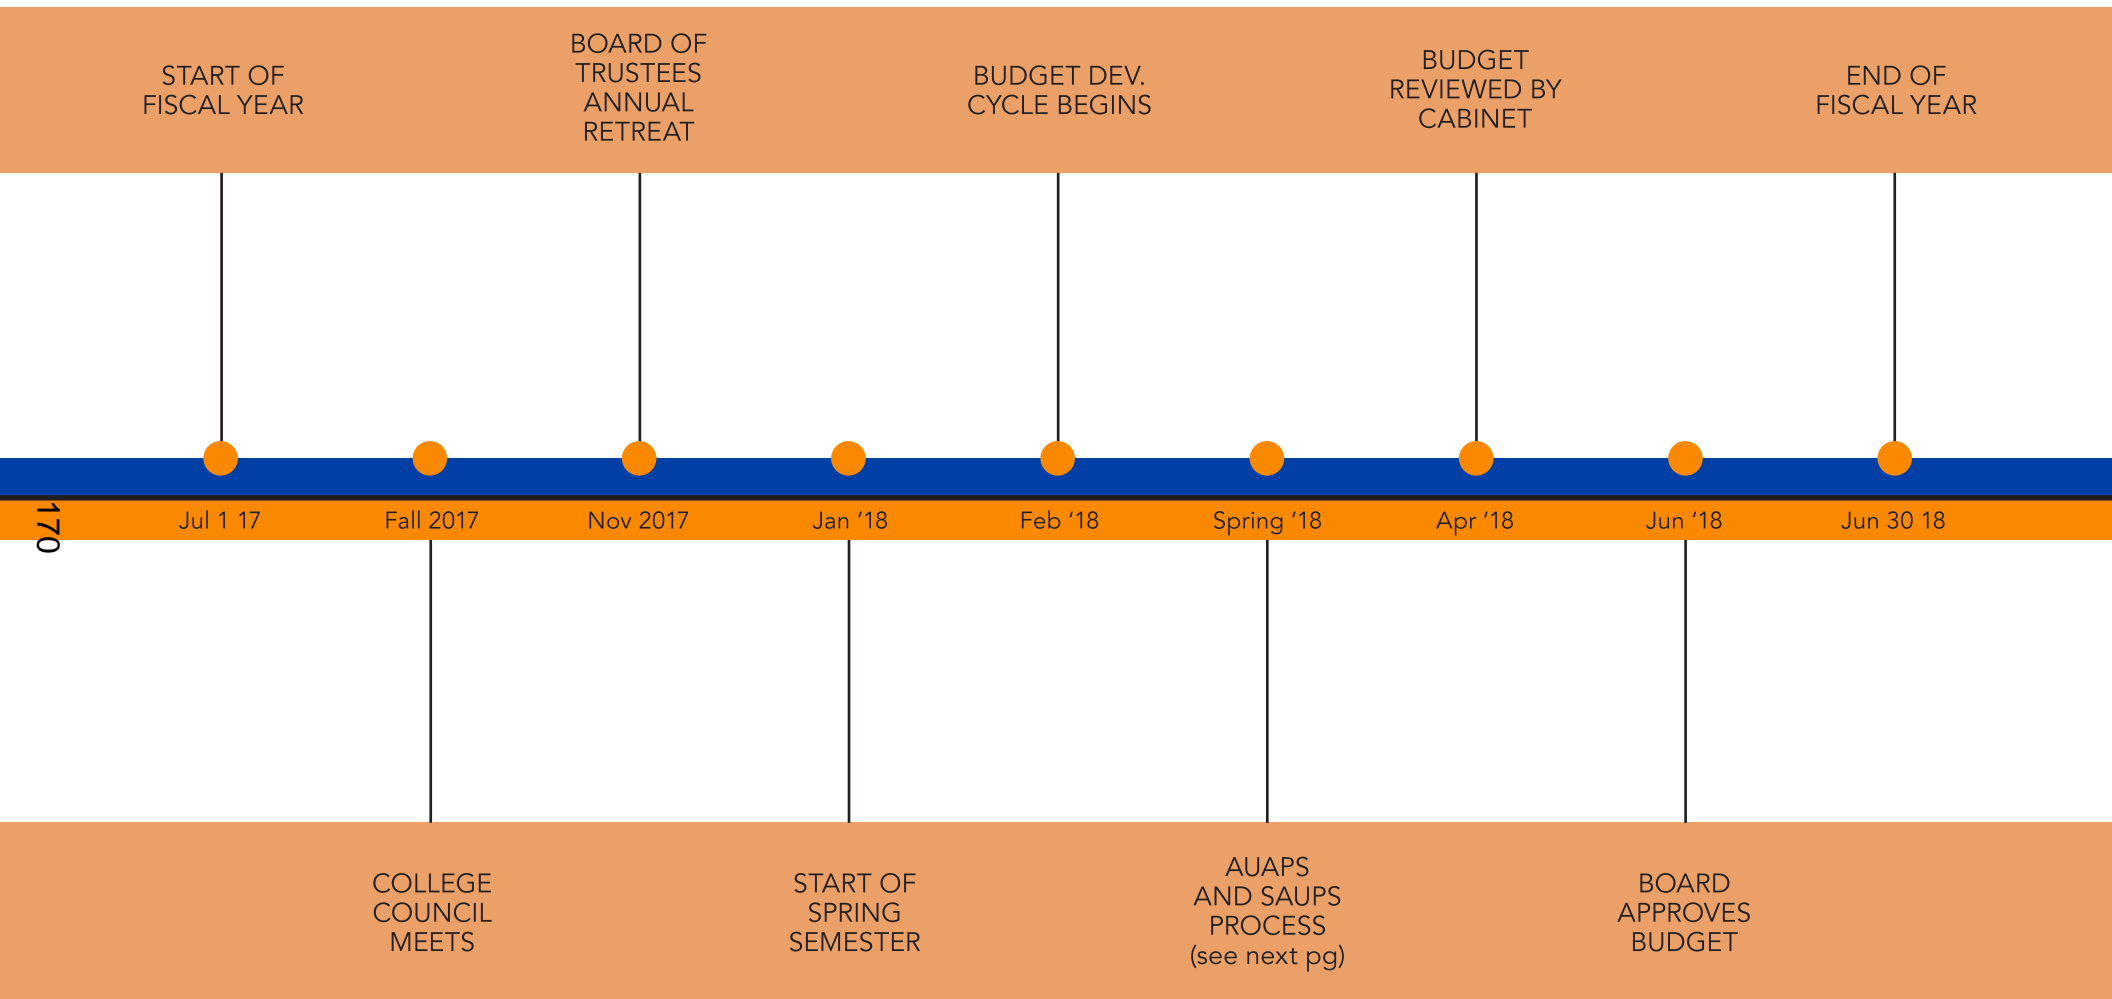 START OF
FISCAL YEAR
BOARD OF
TRUSTEES
ANNUAL
RETREAT
BUDGET DEV.
CYCLE BEGINS
BUDGET
REVIEWED BY
CABINET
END OF
FISCAL YEAR
170
Jul 1 17
Fall 2017
Nov 2017
Jan ‘18
Feb ‘18
Spring ‘18
Apr ‘18
Jun ‘18
Jun 30 18
COLLEGE
COUNCIL
MEETS
START OF
SPRING
SEMESTER
AUAPS
AND SAUPS
PROCESS
(see next pg)
BOARD
APPROVES
BUDGET